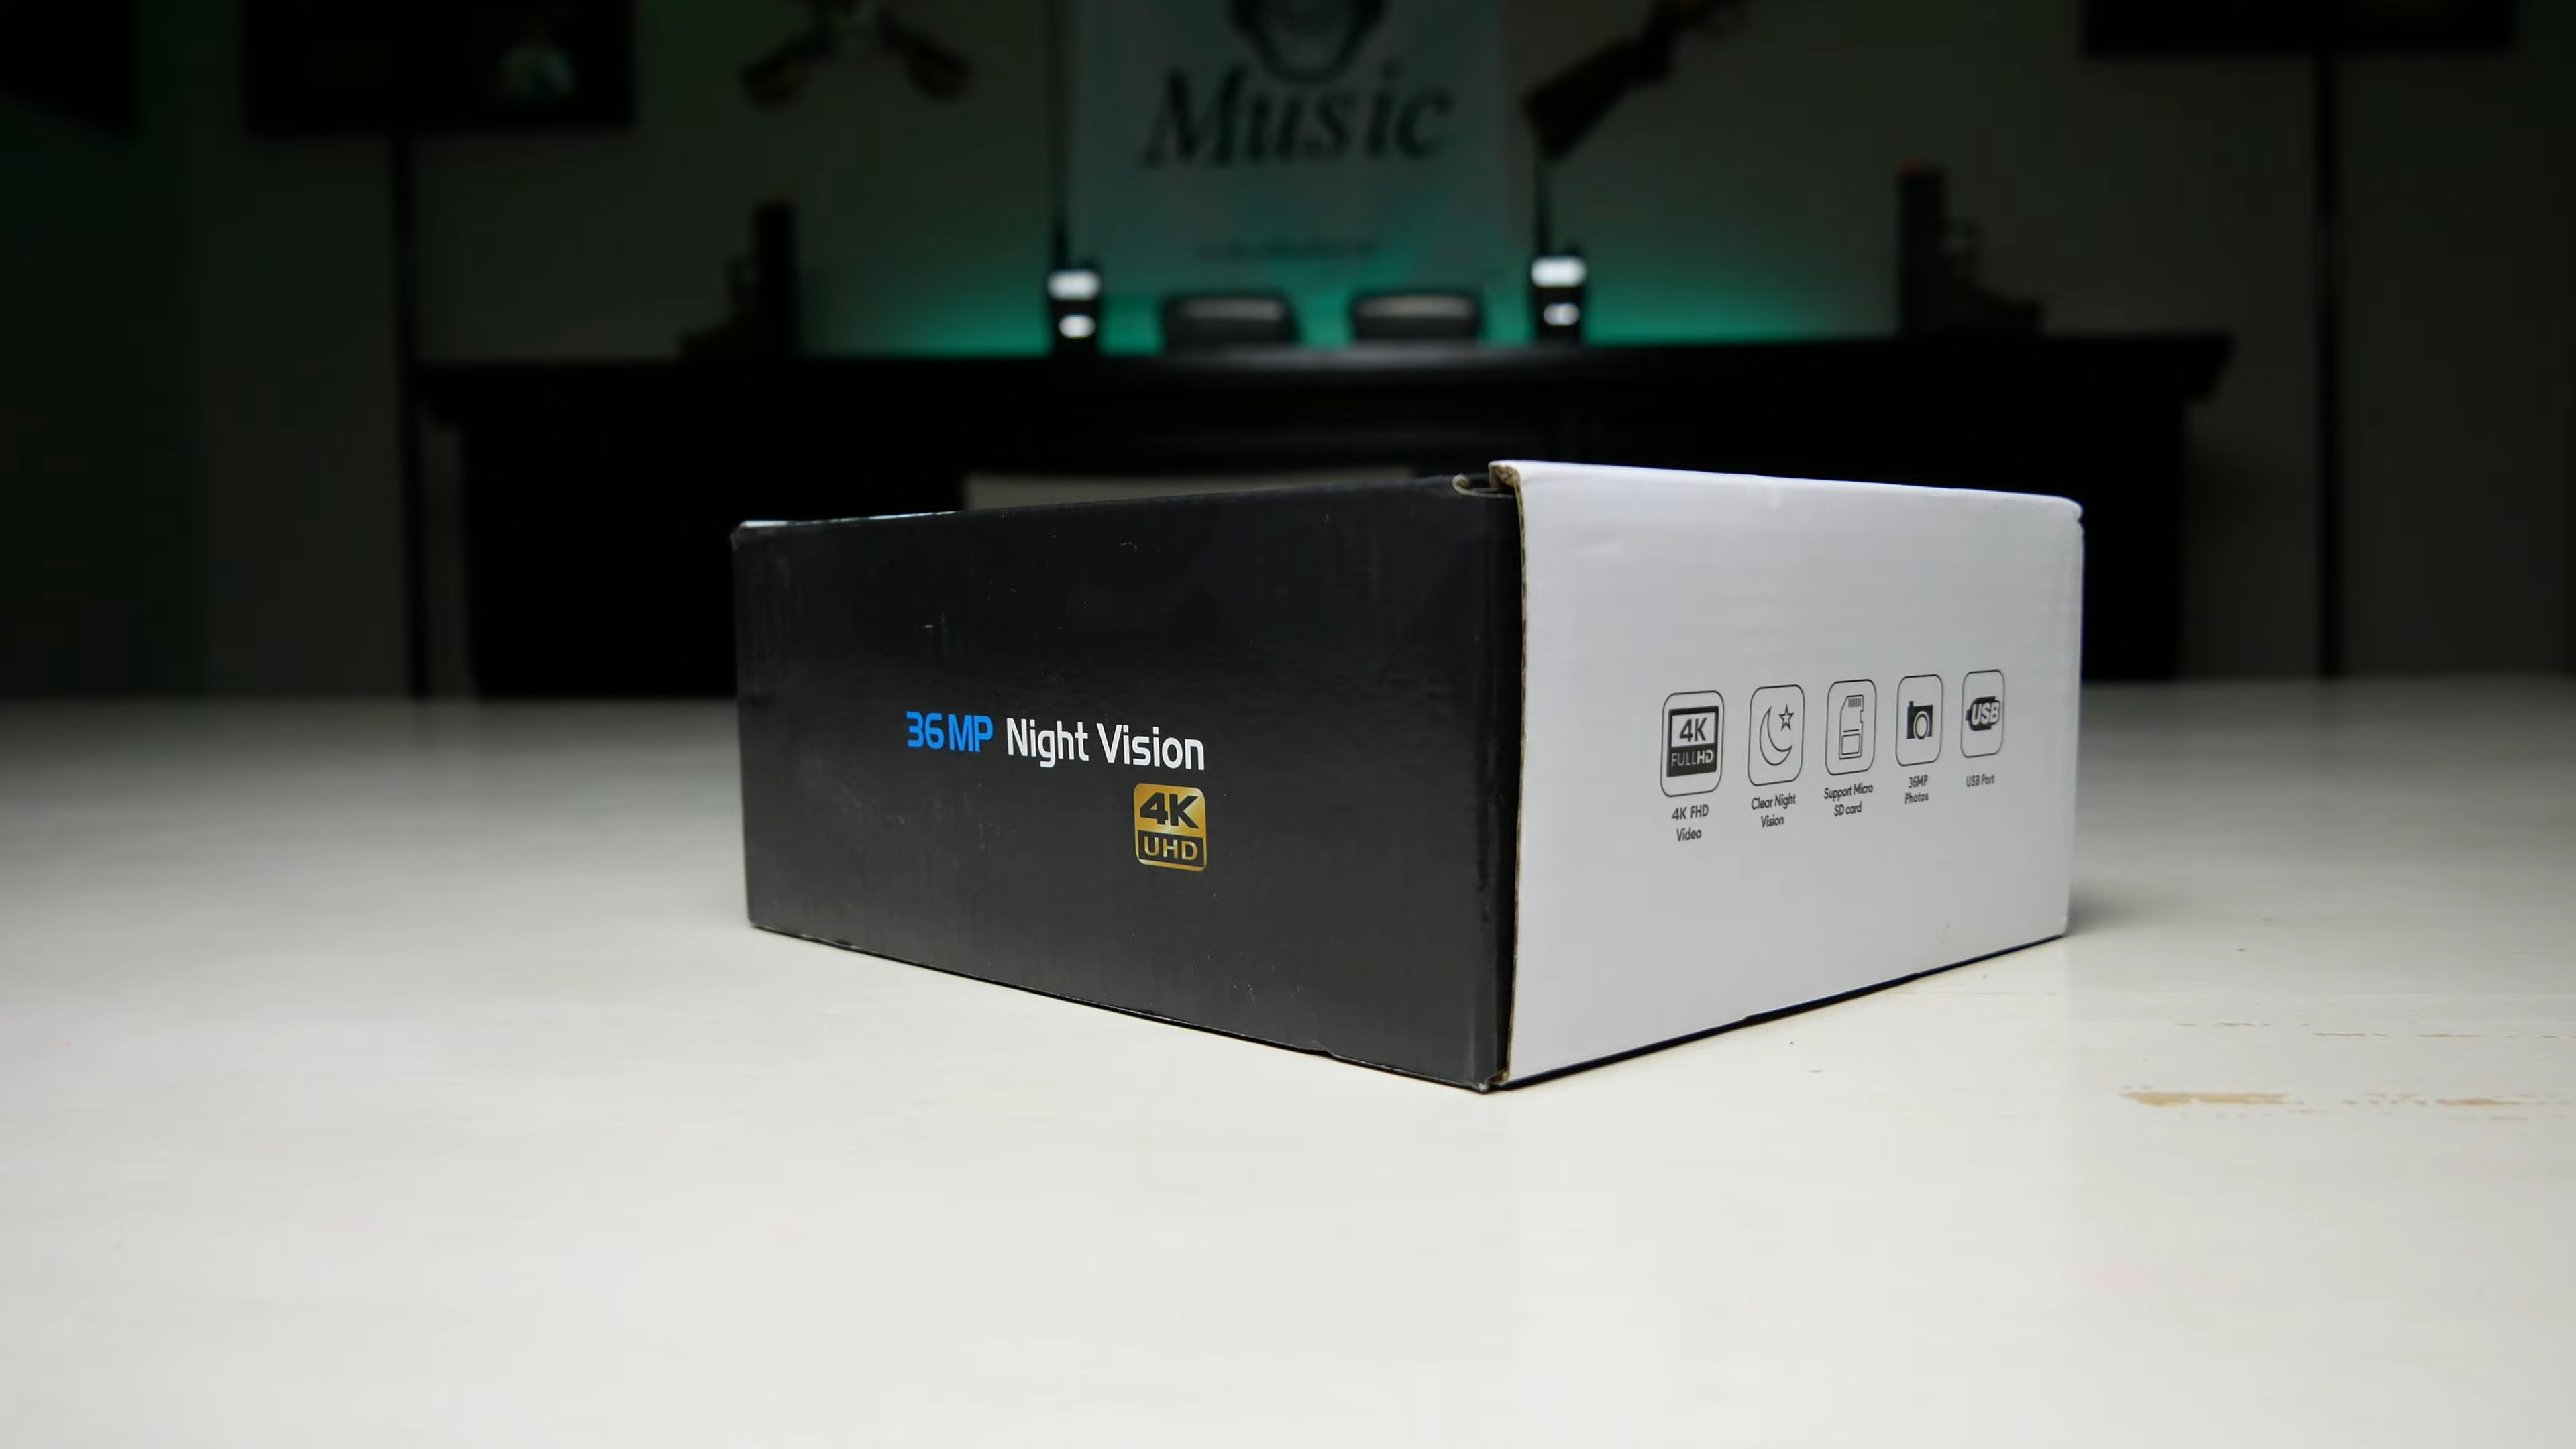 Music
36MP Night Vision
4K
UHD
4K
FULLHD
4K FHD
Video
Clear Night
Vision
Support Micro
SD card
36MP
Photos
USB
USB Port